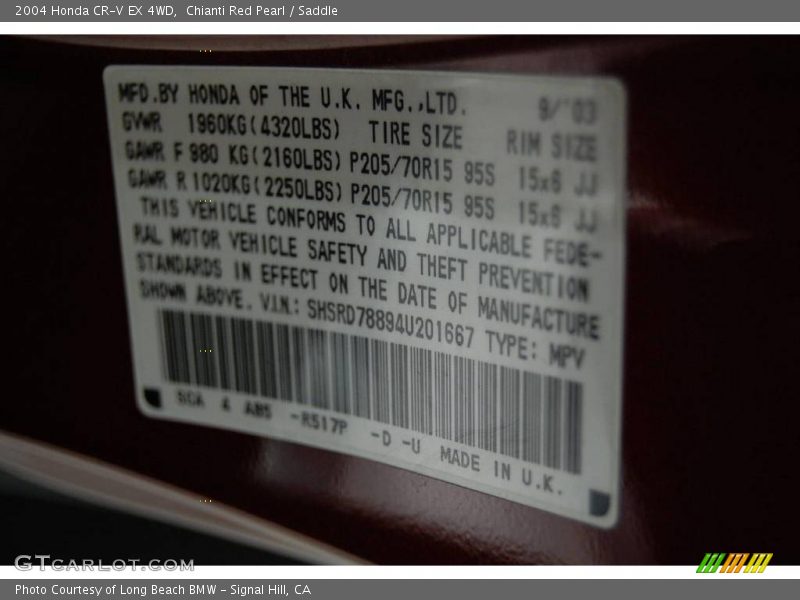 2004 Honda CR-V EX 4WD,  Chianti Red Pearl / Saddle
MFD.BY HONDA OF THE U.K. MFG.,LTD. 9/'03
GVWR 1960KG(4320LBS) TIRE SIZE RIM SIZE
GAWR F 980 KG(2160LBS) P205/70R15 95S 15x6 JJ
GAWR R 1020KG(2250LBS) P205/70R15 95S 15x6 JJ
THIS VEHICLE CONFORMS TO ALL APPLICABLE FEDE-
RAL MOTOR VEHICLE SAFETY AND THEFT PREVENTION
STANDARDS IN EFFECT ON THE DATE OF MANUFACTURE
SHOWN ABOVE. V.I.N.: SHSRD78894U201667 TYPE: MPV
SCA 4 ABS -R517P -D -U MADE IN U.K.
GTCARLOT.COM
Photo Courtesy of Long Beach BMW - Signal Hill, CA